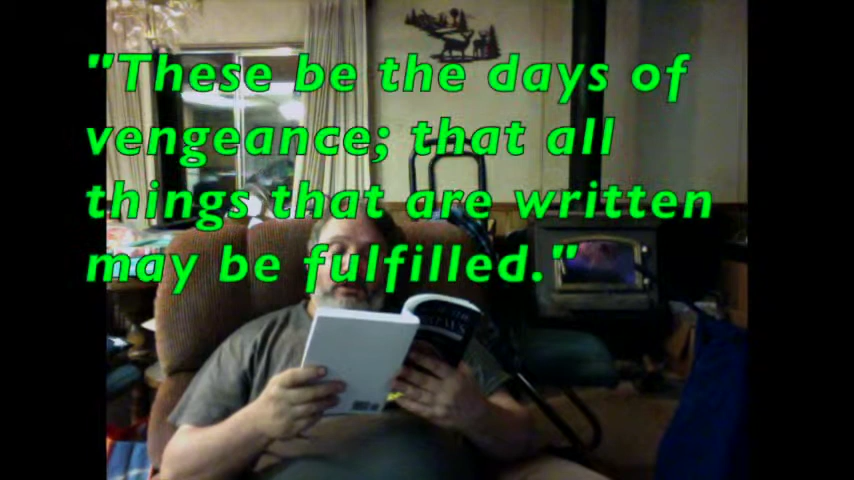 "These be the days of
vengeance; that all
things that are written
may be fulfilled."